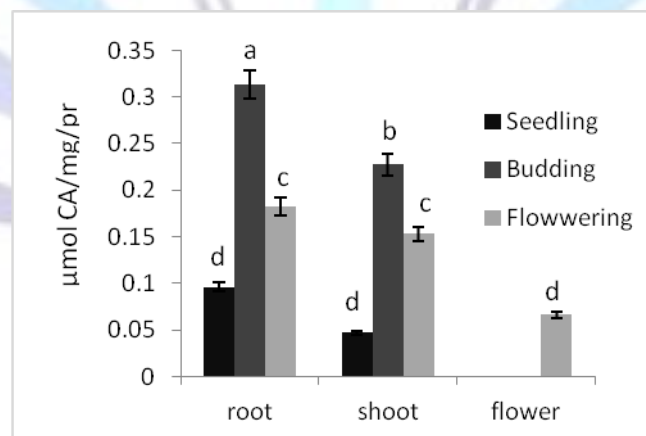 µmol CA/mg/pr
0.35
0.3
0.25
0.2
0.15
0.1
0.05
0
a
b
c
c
d
d
d
Seedling
Budding
Flowwering
root
shoot
flower